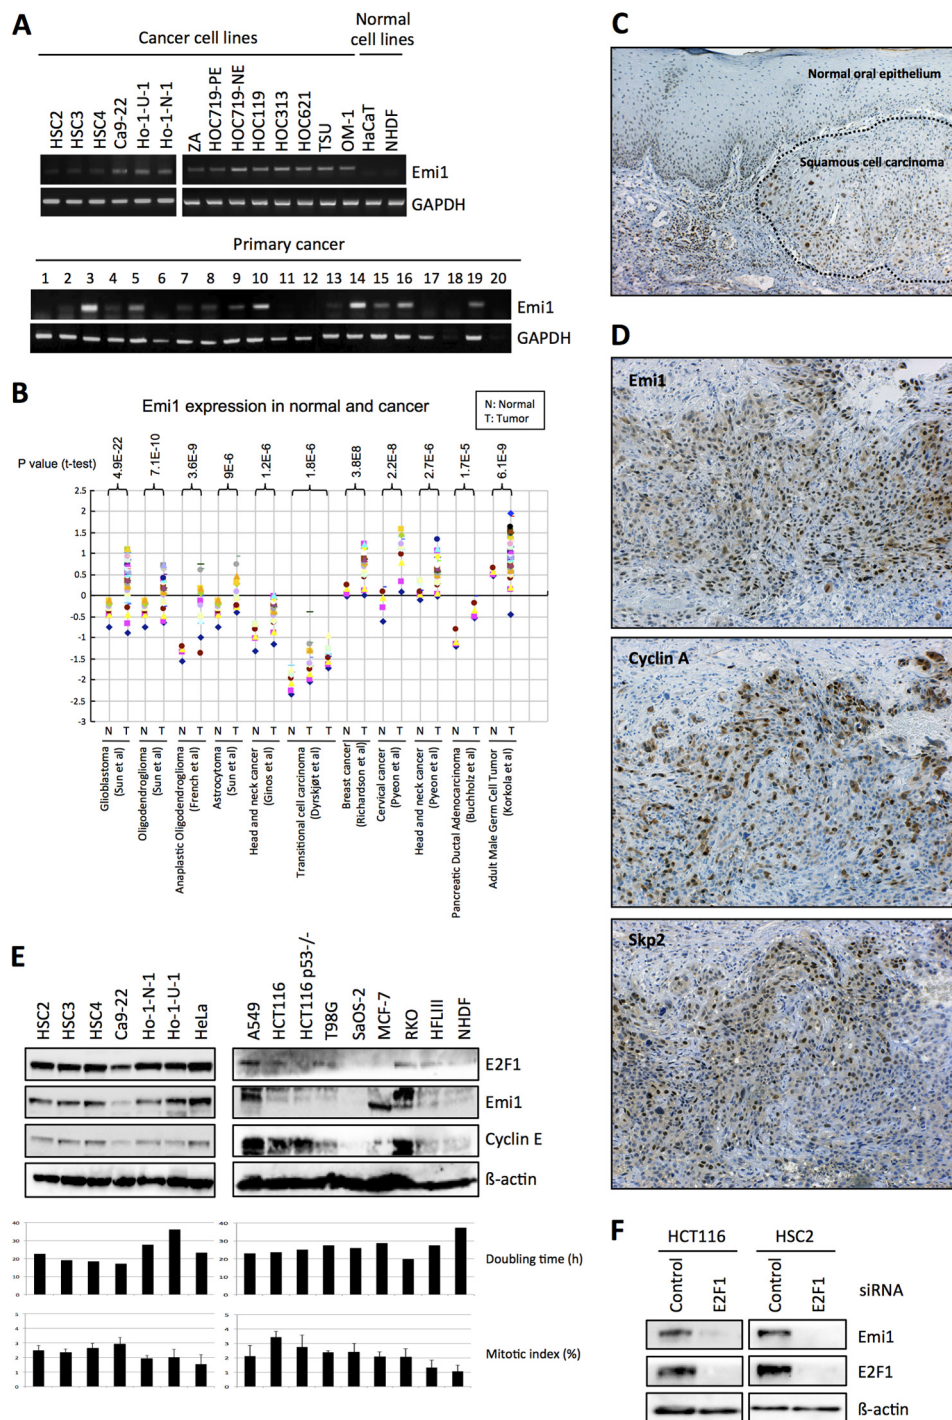 A
Cancer cell lines
Normal cell lines
HSC2
HSC3
HSC4
Ca9-22
Ho-1-U-1
Ho-1-N-1
ZA
HOC719-PE
HOC719-NE
HOC119
HOC313
HOC621
TSU
OM-1
HaCaT
NHDF
Emi1
GAPDH
Primary cancer
1 2 3 4 5 6 7 8 9 10 11 12 13 14 15 16 17 18 19 20
Emi1
GAPDH
B
Emi1 expression in normal and cancer
N: Normal
T: Tumor
P value (t-test)
4.9E-22
7.1E-10
3.6E-9
9E-6
1.2E-6
1.8E-6
3.8E8
2.2E-8
2.7E-6
1.7E-5
6.1E-9
2.5
2
1.5
1
0.5
0
-0.5
-1
-1.5
-2
-2.5
-3
N T N T N T N T N T N T T N T N T N T N T N T
Glioblastoma (Sun et al)
Oligodendroglioma (Sun et al)
Anaplastic Oligodendroglioma (French et al)
Astrocytoma (Sun et al)
Head and neck cancer (Ginos et al)
Transitional cell carcinoma (Dyrskjøt et al)
Breast cancer (Richardson et al)
Cervical cancer (Pyeon et al)
Head and neck cancer (Pyeon et al)
Pancreatic Ductal Adenocarcinoma (Buchholz et al)
Adult Male Germ Cell Tumor (Korkola et al)
C
Normal oral epithelium
Squamous cell carcinoma
D
Emi1
Cyclin A
Skp2
E
HSC2
HSC3
HSC4
Ca9-22
Ho-1-N-1
Ho-1-U-1
HeLa
A549
HCT116
HCT116 p53-/-
T98G
SaOS-2
MCF-7
RKO
HFLIII
NHDF
E2F1
Emi1
Cyclin E
ß-actin
40
30
20
10
0
40
30
20
10
0
Doubling time (h)
5
4
3
2
1
0
5
4
3
2
1
0
Mitotic index (%)
F
HCT116
HSC2
Control
E2F1
Control
E2F1
siRNA
Emi1
E2F1
ß-actin